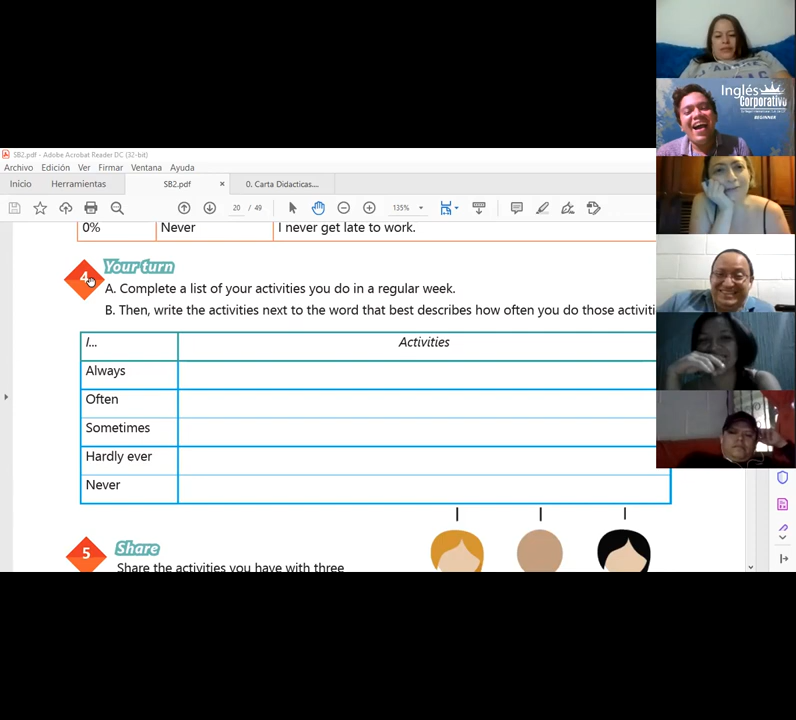 SB2.pdf - Adobe Acrobat Reader DC (32-bit)
Archivo Edición Ver Firmar Ventana Ayuda
Inicio Herramientas SB2.pdf × 0. Carta Didacticas....
20 / 49 135%
0% Never I never get late to work.
4 Your turn
A. Complete a list of your activities you do in a regular week.
B. Then, write the activities next to the word that best describes how often you do those activiti
I... Activities
Always
Often
Sometimes
Hardly ever
Never
5 Share
Share the activities you have with three
Inglés
Corporativo
BEGINNER